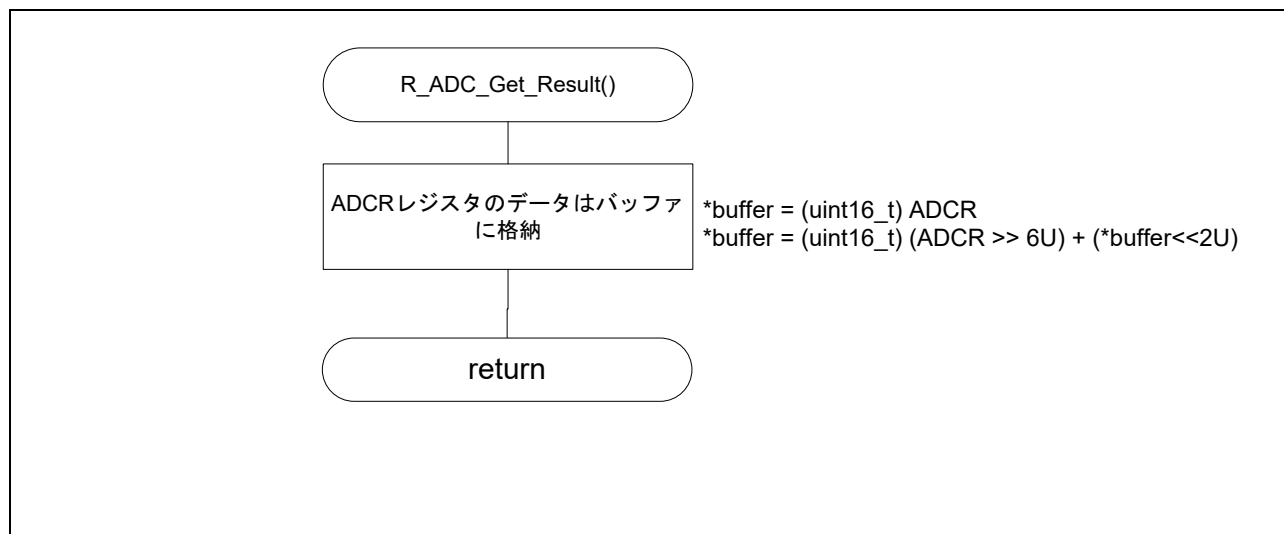 R_ADC_Get_Result()
ADCRレジスタのデータはバッファ
に格納
*buffer = (uint16_t) ADCR
*buffer = (uint16_t) (ADCR >> 6U) + (*buffer<<2U)
return